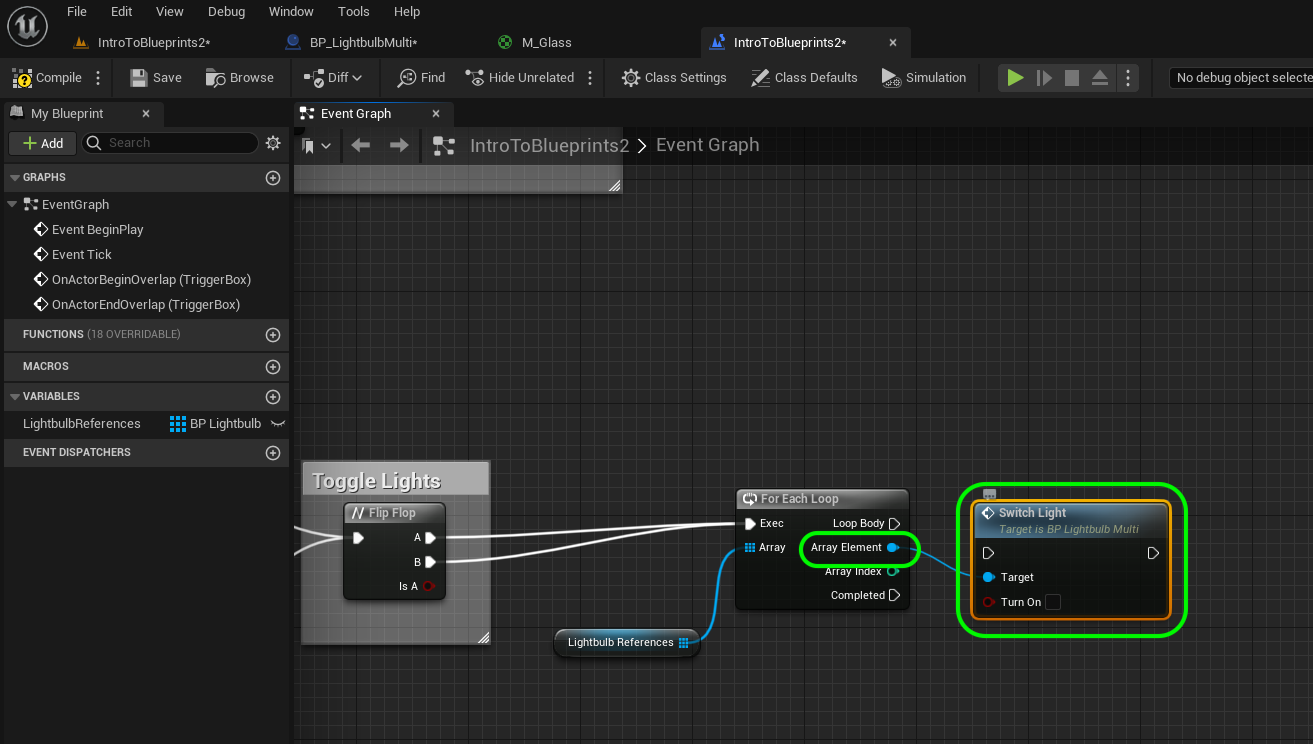 File Edit View Debug Window Tools Help
IntroToBlueprints2* BP_LightbulbMulti* M_Glass IntroToBlueprints2*
Compile Save Browse Diff Find Hide Unrelated Class Settings Class Defaults Simulation No debug object selecte
My Blueprint Event Graph
Add Search IntroToBlueprints2 > Event Graph
GRAPHS
EventGraph
Event BeginPlay
Event Tick
OnActorBeginOverlap (TriggerBox)
OnActorEndOverlap (TriggerBox)
FUNCTIONS (18 OVERRIDABLE)
MACROS
VARIABLES
LightbulbReferences BP Lightbulb
EVENT DISPATCHERS
Toggle Lights
Flip Flop
A
B
Is A
For Each Loop
Exec Loop Body
Array Array Element
Array Index
Completed
Lightbulb References
Switch Light
Target is BP Lightbulb Multi
Target
Turn On